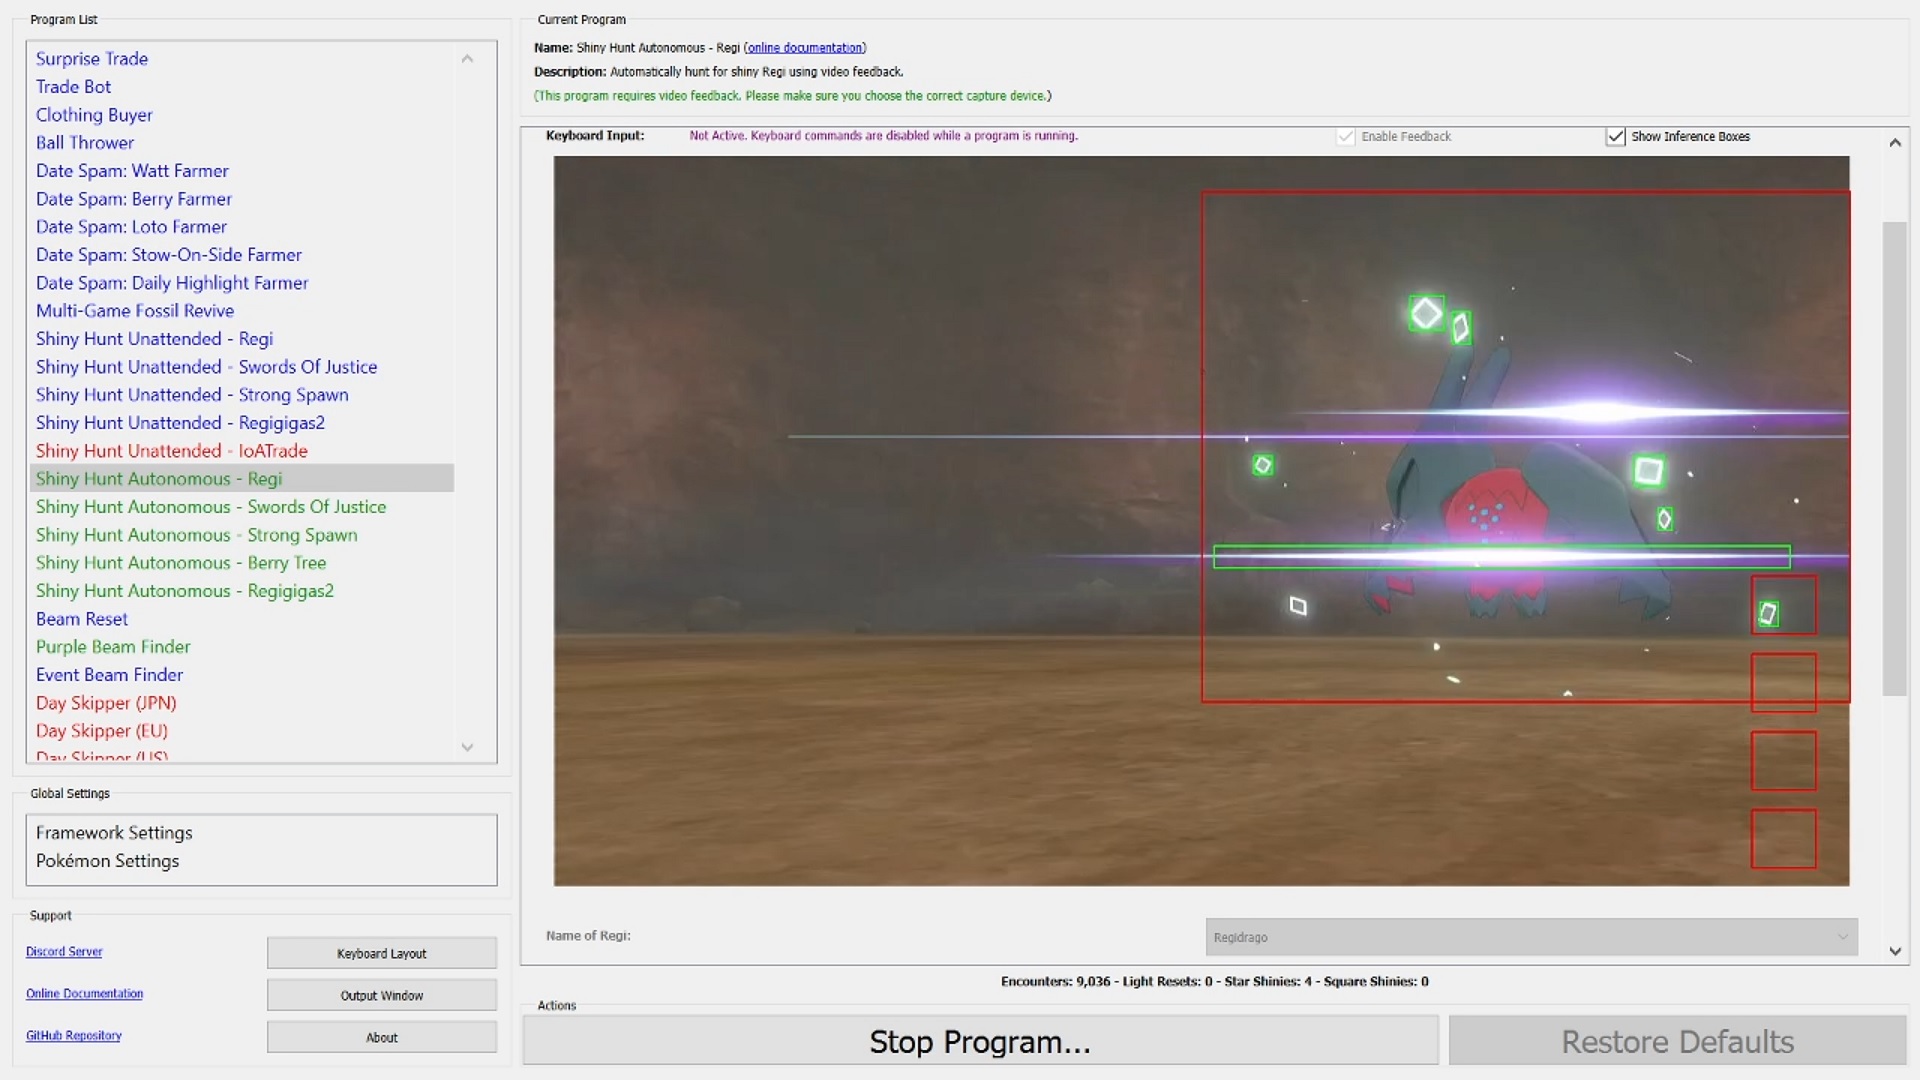 Program List
Surprise Trade
Trade Bot
Clothing Buyer
Ball Thrower
Date Spam: Watt Farmer
Date Spam: Berry Farmer
Date Spam: Loto Farmer
Date Spam: Stow-On-Side Farmer
Date Spam: Daily Highlight Farmer
Multi-Game Fossil Revive
Shiny Hunt Unattended - Regi
Shiny Hunt Unattended - Swords Of Justice
Shiny Hunt Unattended - Strong Spawn
Shiny Hunt Unattended - Regigigas2
Shiny Hunt Unattended - IoATrade
Shiny Hunt Autonomous - Regi
Shiny Hunt Autonomous - Swords Of Justice
Shiny Hunt Autonomous - Strong Spawn
Shiny Hunt Autonomous - Berry Tree
Shiny Hunt Autonomous - Regigigas2
Beam Reset
Purple Beam Finder
Event Beam Finder
Day Skipper (JPN)
Day Skipper (EU)
Day Skipper (US)
Global Settings
Framework Settings
Pokémon Settings
Support
Discord Server
Keyboard Layout
Online Documentation
Output Window
GitHub Repository
About
Current Program
Name: Shiny Hunt Autonomous - Regi (online documentation)
Description: Automatically hunt for shiny Regi using video feedback.
(This program requires video feedback. Please make sure you choose the correct capture device.)
Keyboard Input: Not Active. Keyboard commands are disabled while a program is running. Enable Feedback Show Inference Boxes
Name of Regi: Regidrago
Encounters: 9,036 - Light Resets: 0 - Star Shinies: 4 - Square Shinies: 0
Actions
Stop Program...
Restore Defaults